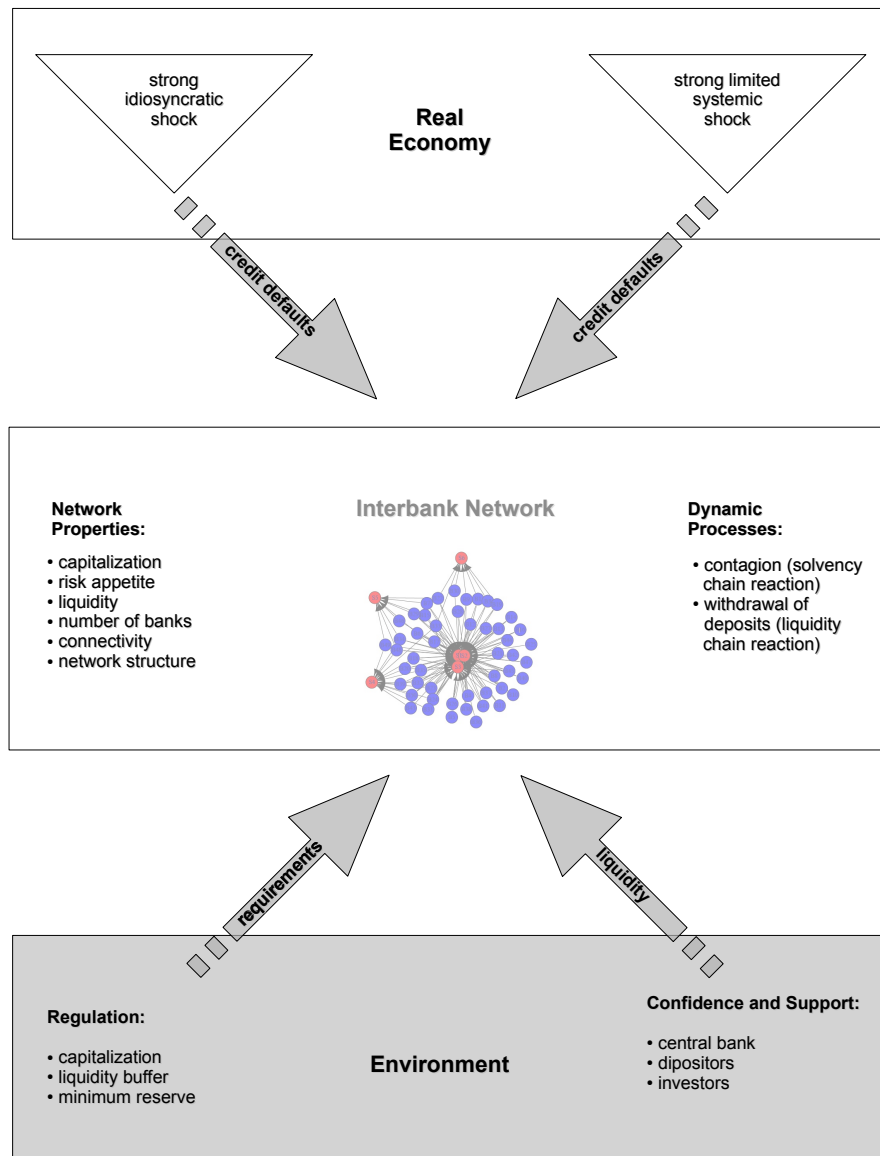 strong
idiosyncratic
shock
strong limited
systemic
shock
Real
Economy
credit defaults
credit defaults
Network
Properties:
• capitalization
• risk appetite
• liquidity
• number of banks
• connectivity
• network structure
Interbank Network
Dynamic
Processes:
• contagion (solvency
chain reaction)
• withdrawal of
deposits (liquidity
chain reaction)
requirements
liquidity
Regulation:
• capitalization
• liquidity buffer
• minimum reserve
Environment
Confidence and Support:
• central bank
• dipositors
• investors